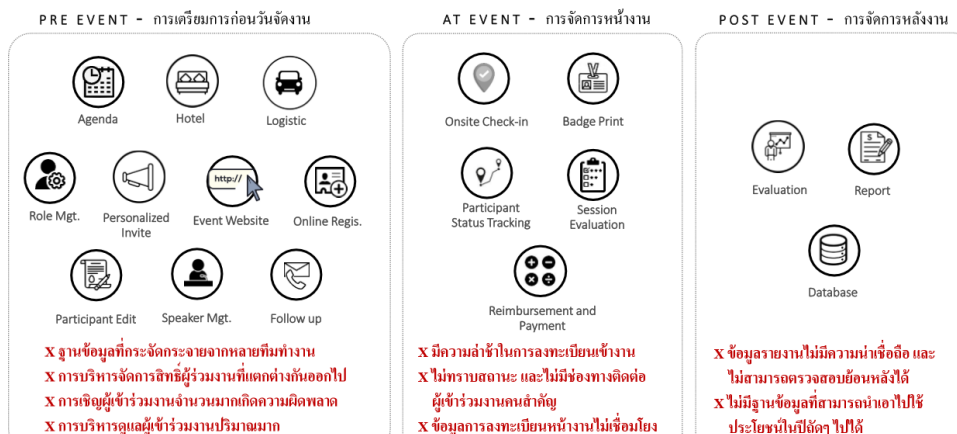 PRE EVENT - การเตรียมการก่อนวันจัดงาน
Agenda
Hotel
Logistic
Role Mgt.
Personalized
Invite
http://
Event Website
Online Regis.
Participant Edit
Speaker Mgt.
Follow up
X ฐานข้อมูลที่กระจัดกระจายจากหลายทีมทำงาน
X การบริหารจัดการสิทธิ์ผู้ร่วมงานที่แตกต่างกันออกไป
X การเชิญผู้เข้าร่วมงานจำนวนมากเกิดความผิดพลาด
X การบริหารดูแลผู้เข้าร่วมงานปริมาณมาก
AT EVENT - การจัดการหน้างาน
Onsite Check-in
Badge Print
Participant
Status Tracking
Session
Evaluation
Reimbursement and
Payment
X มีความล่าช้าในการลงทะเบียนเข้างาน
X ไม่ทราบสถานะ และไม่มีช่องทางติดต่อ
ผู้เข้าร่วมงานคนสำคัญ
X ข้อมูลการลงทะเบียนหน้างานไม่เชื่อมโยง
POST EVENT - การจัดการหลังงาน
Evaluation
Report
Database
X ข้อมูลรายงานไม่มีความน่าเชื่อถือ และ
ไม่สามารถตรวจสอบย้อนหลังได้
X ไม่มีฐานข้อมูลที่สามารถนำเอาไปใช้
ประโยชน์ในปีถัดๆ ไปได้